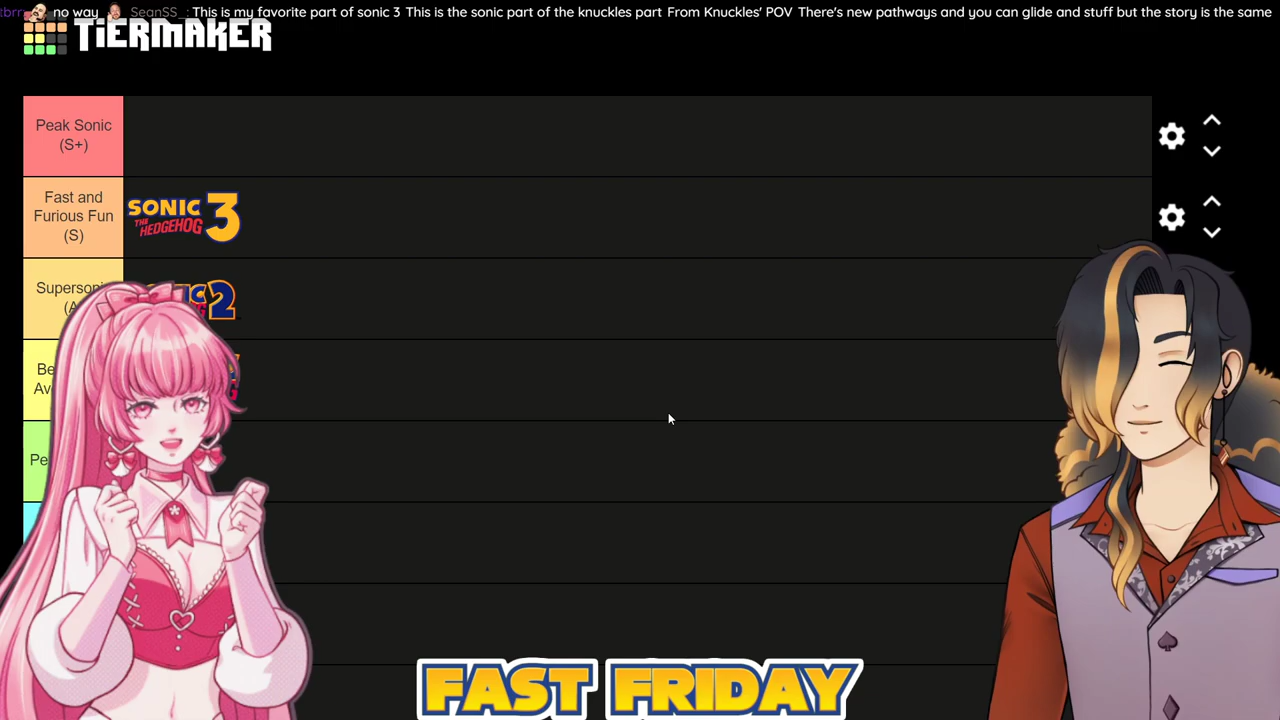 no way SeanSS_: This is my favorite part of sonic 3 This is the sonic part of the knuckles part From Knuckles' POV There's new pathways and you can glide and stuff but the story is the same
TiERMAKER
Peak Sonic
(S+)
Fast and
Furious Fun
(S)
SONIC
THE
HEDGEHOG
3
2
FAST FRIDAY